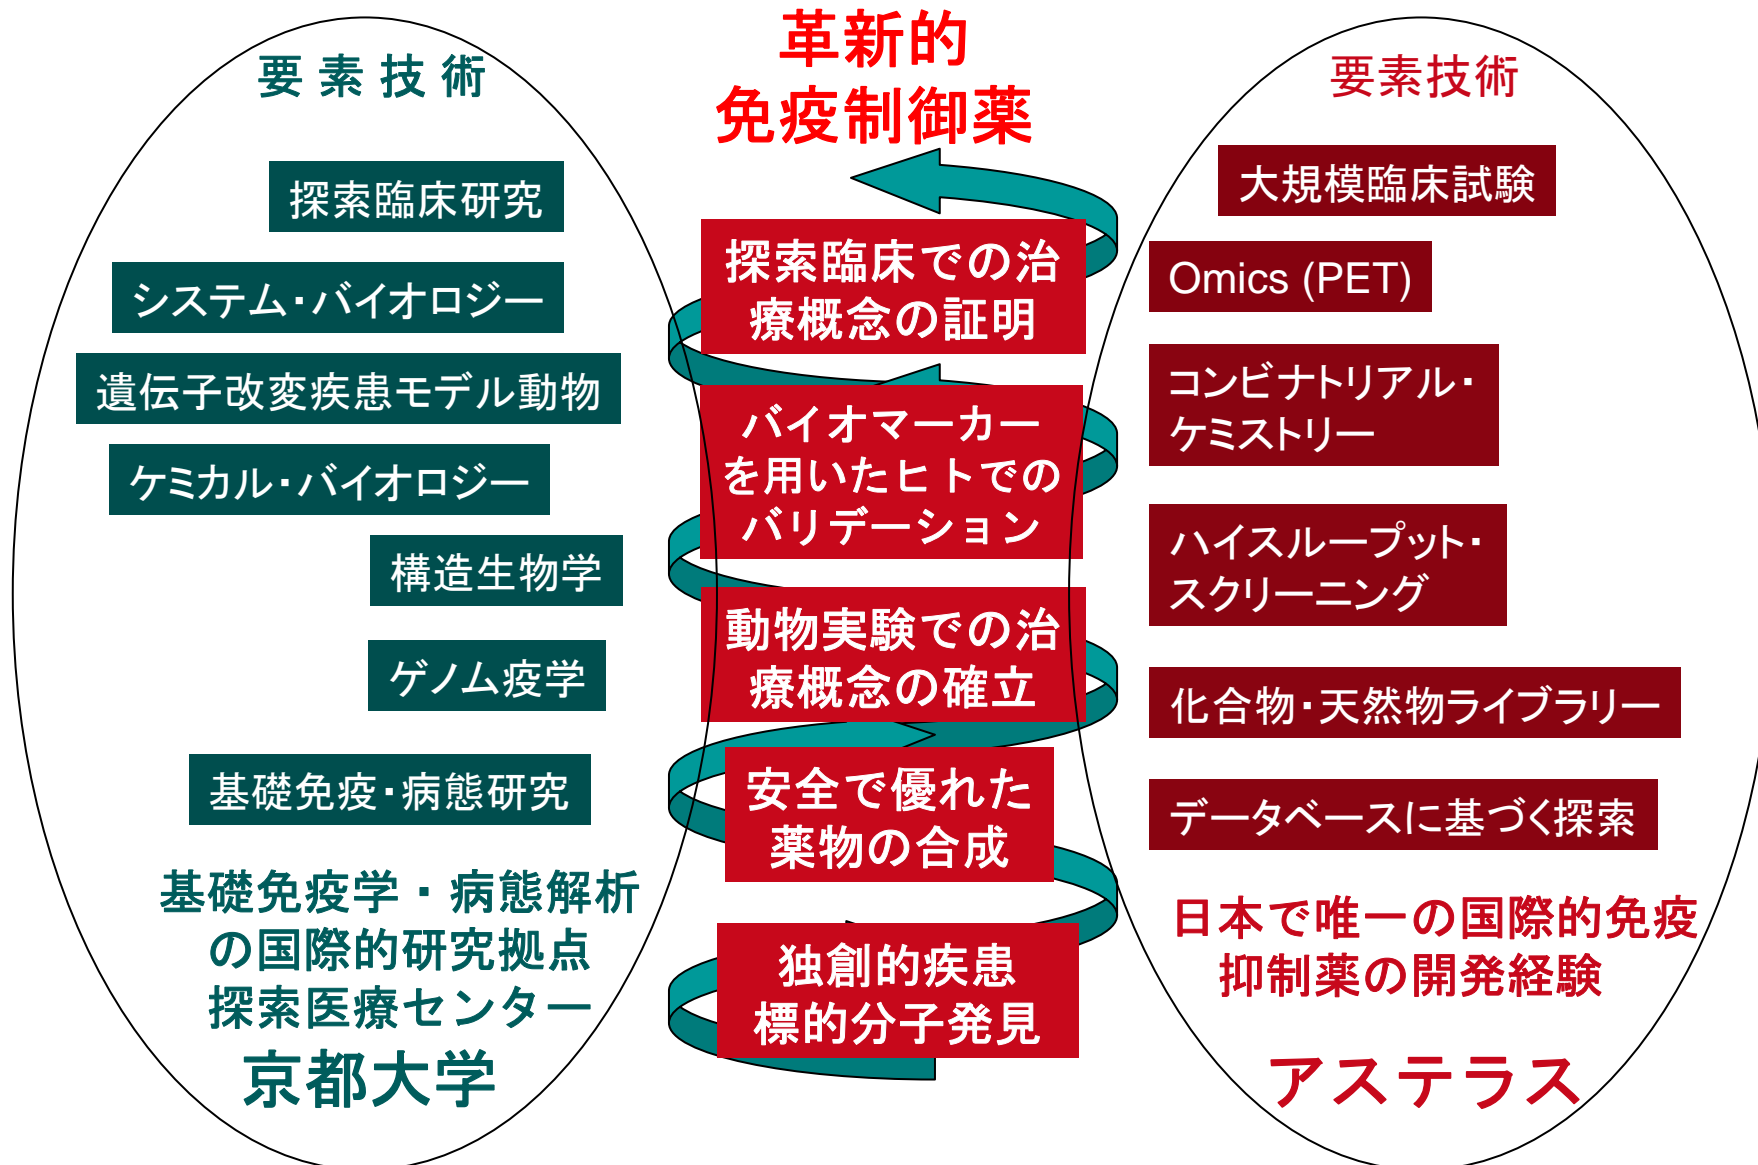 要素技術
探索臨床研究
システム・バイオロジー
遺伝子改変疾患モデル動物
ケミカル・バイオロジー
構造生物学
ゲノム疫学
基礎免疫・病態研究
基礎免疫学・病態解析
の国際的研究拠点
探索医療センター
京都大学
革新的
免疫制御薬
探索臨床での治
療概念の証明
バイオマーカー
を用いたヒトでの
バリデーション
動物実験での治
療概念の確立
安全で優れた
薬物の合成
独創的疾患
標的分子発見
要素技術
大規模臨床試験
Omics (PET)
コンビナトリアル・
ケミストリー
ハイスループット・
スクリーニング
化合物・天然物ライブラリー
データベースに基づく探索
日本で唯一の国際的免疫
抑制薬の開発経験
アステラス